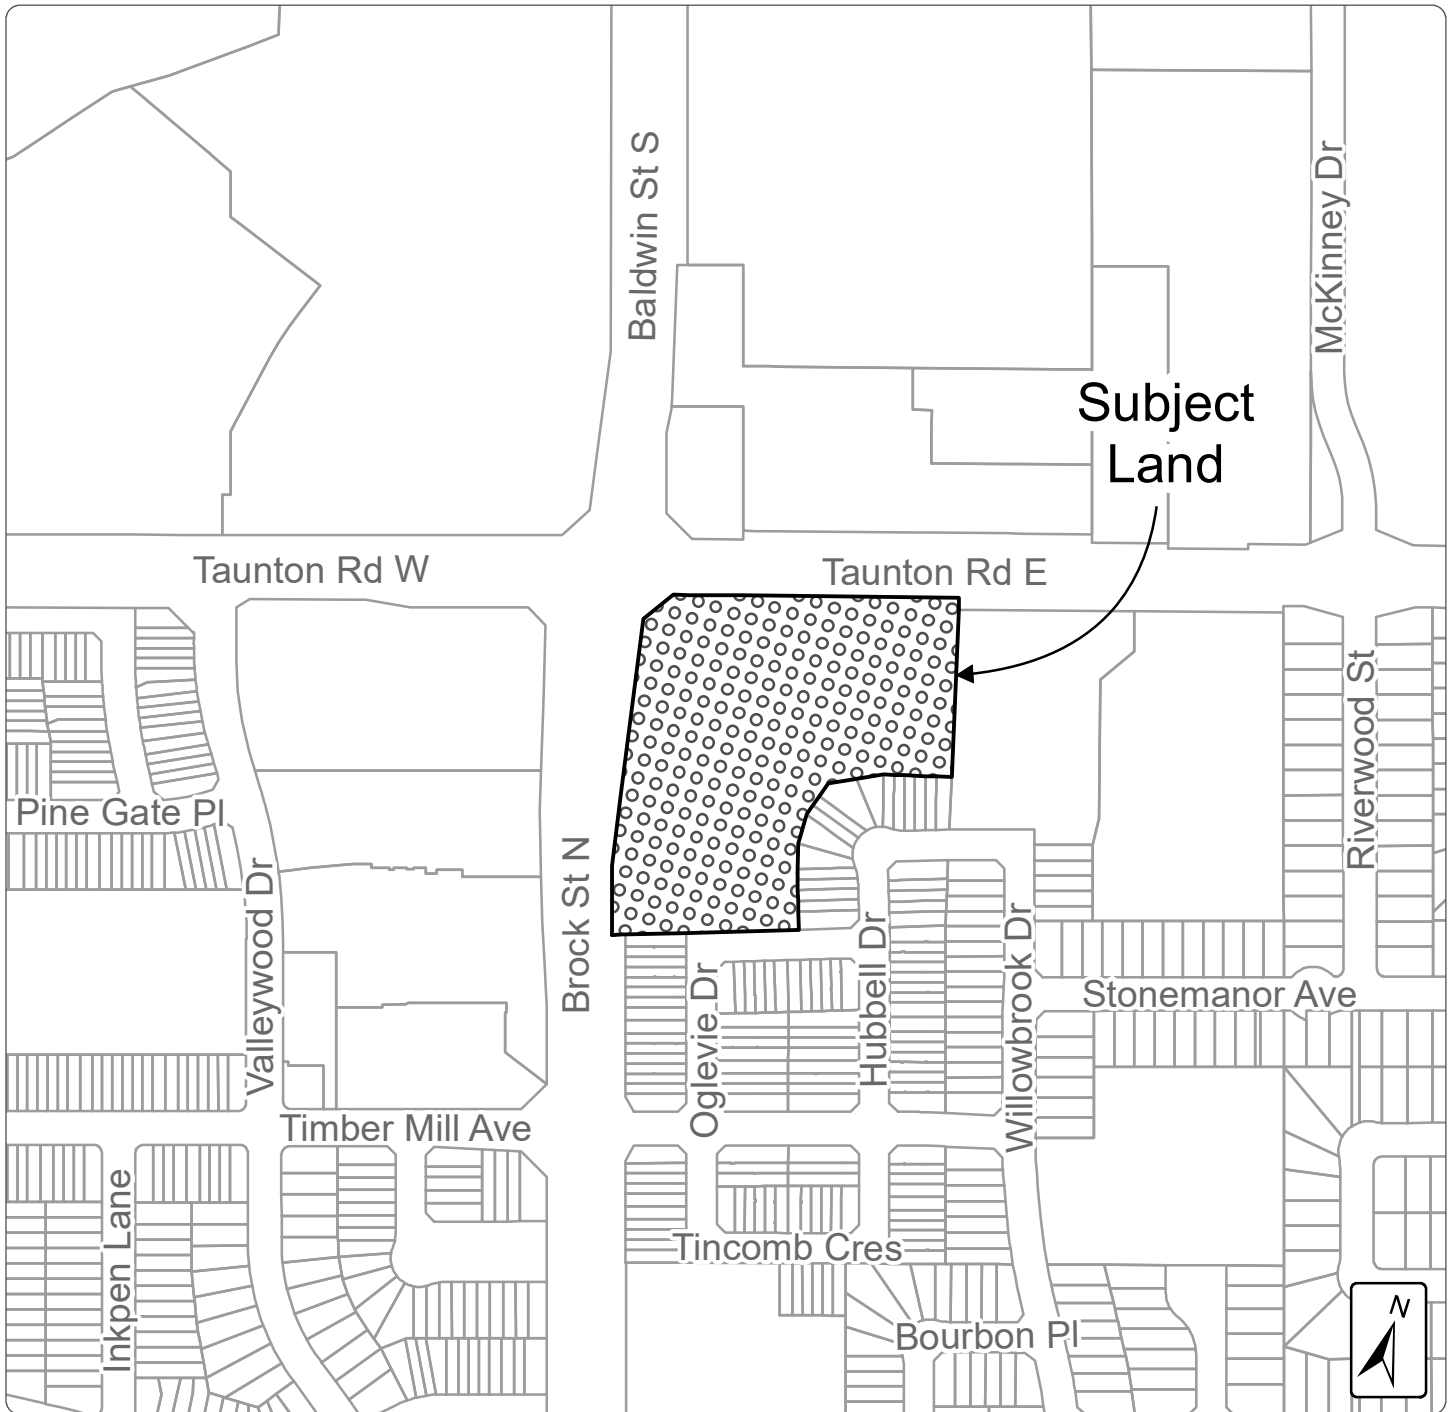 Baldwin St S
McKinney Dr
Subject
Land
Taunton Rd W
Taunton Rd E
Riverwood St
Pine Gate Pl
Valleywood Dr
Brock St N
Oglevie Dr
Hubbell Dr
Willowbrook Dr
Stonemanor Ave
Timber Mill Ave
Inkpen Lane
Tincomb Cres
Bourbon Pl
N